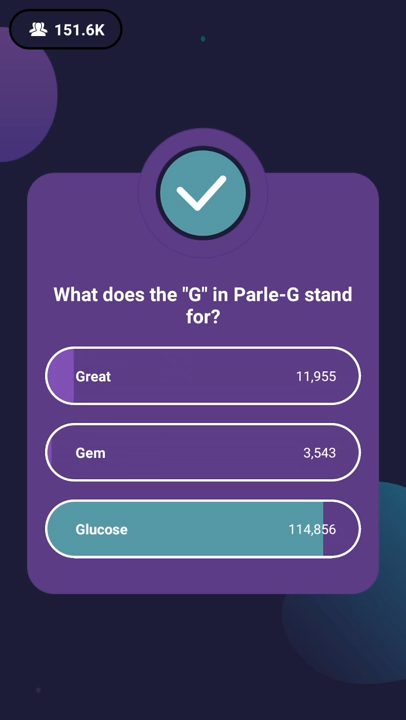 151.6K
What does the "G" in Parle-G stand
for?
Great 11,955
Gem 3,543
Glucose 114,856